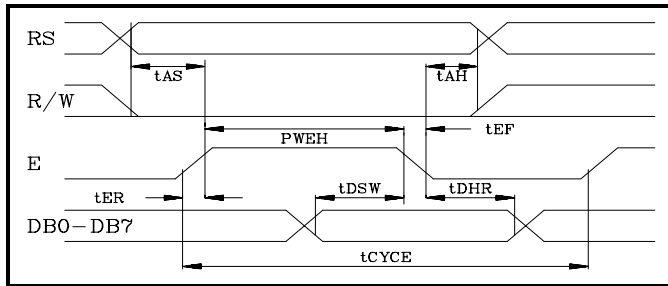 RS
tAS
tAH
R/W
PWEH
tEF
E
tER
tDSW
tDHR
DB0-DB7
tCYCE